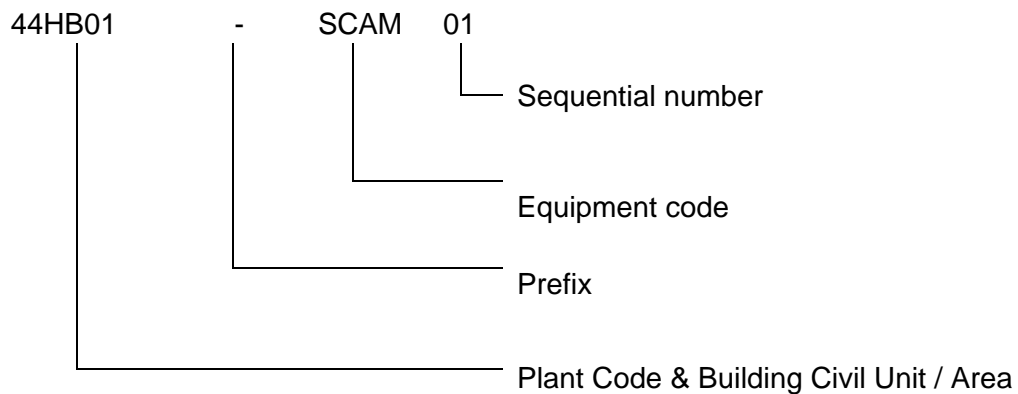 44HB01 - SCAM 01
Sequential number
Equipment code
Prefix
Plant Code & Building Civil Unit / Area